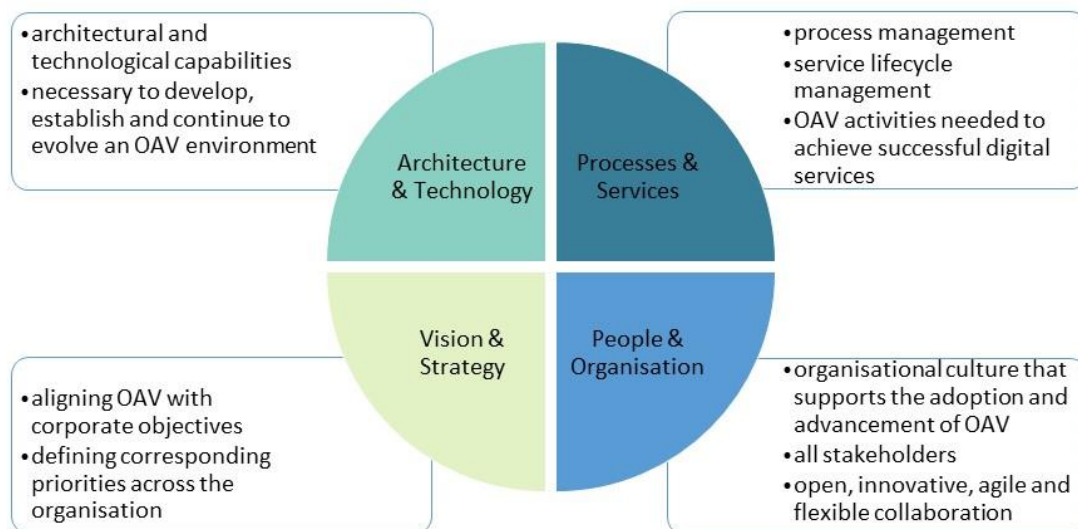 •architectural and
technological capabilities
•necessary to develop,
establish and continue to
evolve an OAV environment
•process management
•service lifecycle
management
•OAV activities needed to
achieve successful digital
services
Architecture
& Technology
Processes &
Services
Vision &
Strategy
People &
Organisation
•aligning OAV with
corporate objectives
•defining corresponding
priorities across the
organisation
•organisational culture that
supports the adoption and
advancement of OAV
•all stakeholders
•open, innovative, agile and
flexible collaboration